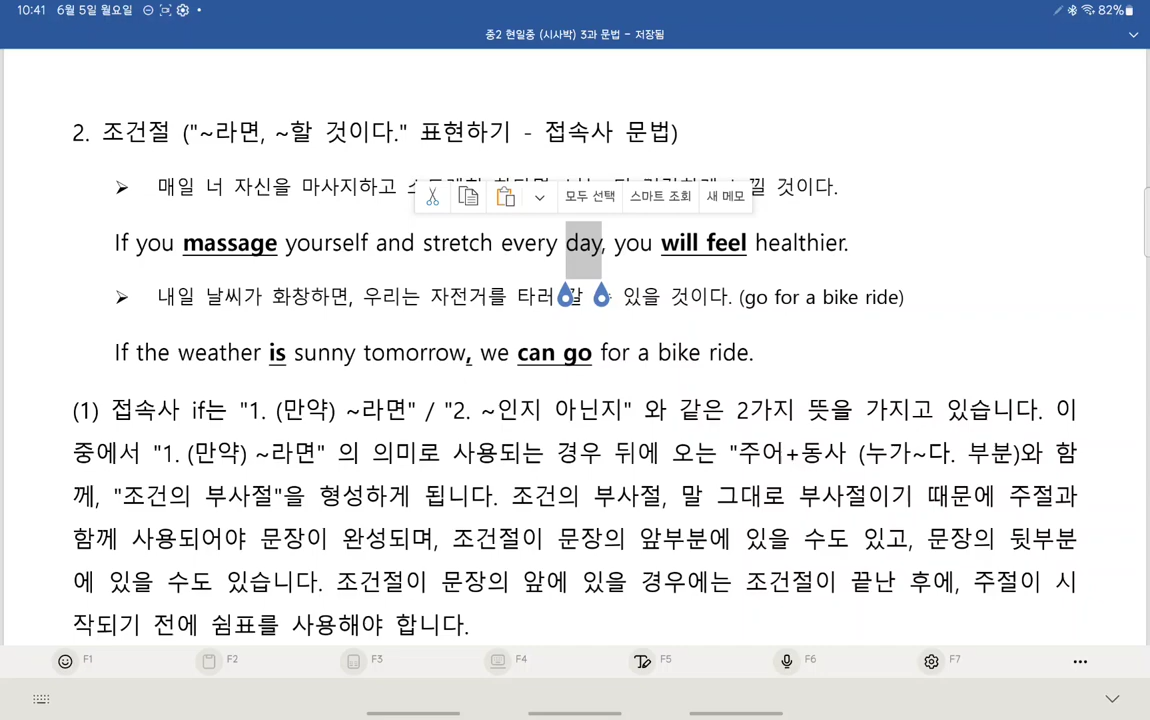 10:41 6월 5일 월요일
82%
중2 현일중 (시사박) 3과 문법 - 저장됨
2. 조건절 ("~라면, ~할 것이다." 표현하기 - 접속사 문법)
➤ 매일 너 자신을 마사지하고 것이다.
모두 선택 스마트 조회 새 메모
If you massage yourself and stretch every day, you will feel healthier.
➤ 내일 날씨가 화창하면, 우리는 자전거를 타러 갈 있을 것이다. (go for a bike ride)
If the weather is sunny tomorrow, we can go for a bike ride.
(1) 접속사 if는 "1. (만약) ~라면" / "2. ~인지 아닌지" 와 같은 2가지 뜻을 가지고 있습니다. 이
중에서 "1. (만약) ~라면" 의 의미로 사용되는 경우 뒤에 오는 "주어+동사 (누가~다. 부분)와 함
께, "조건의 부사절"을 형성하게 됩니다. 조건의 부사절, 말 그대로 부사절이기 때문에 주절과
함께 사용되어야 문장이 완성되며, 조건절이 문장의 앞부분에 있을 수도 있고, 문장의 뒷부분
에 있을 수도 있습니다. 조건절이 문장의 앞에 있을 경우에는 조건절이 끝난 후에, 주절이 시
작되기 전에 쉼표를 사용해야 합니다.
F1 F2 F3 F4 F5 F6 F7